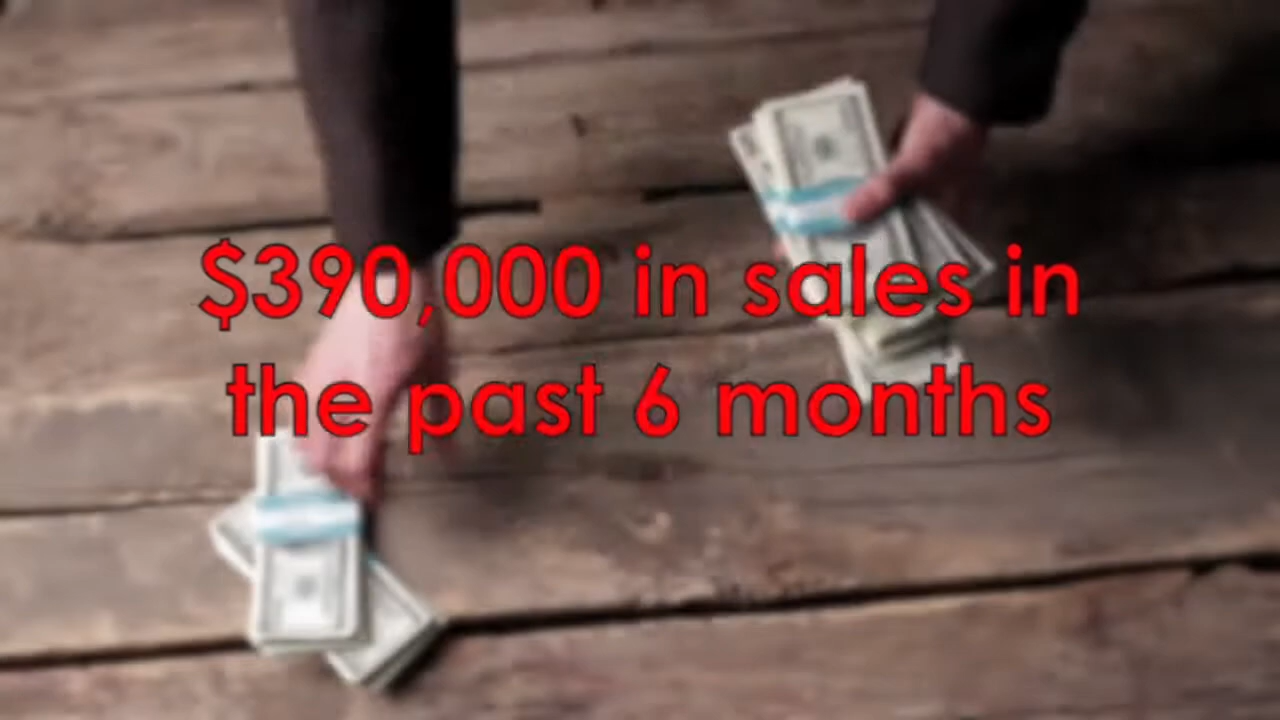 $390,000 in sales in
the past 6 months